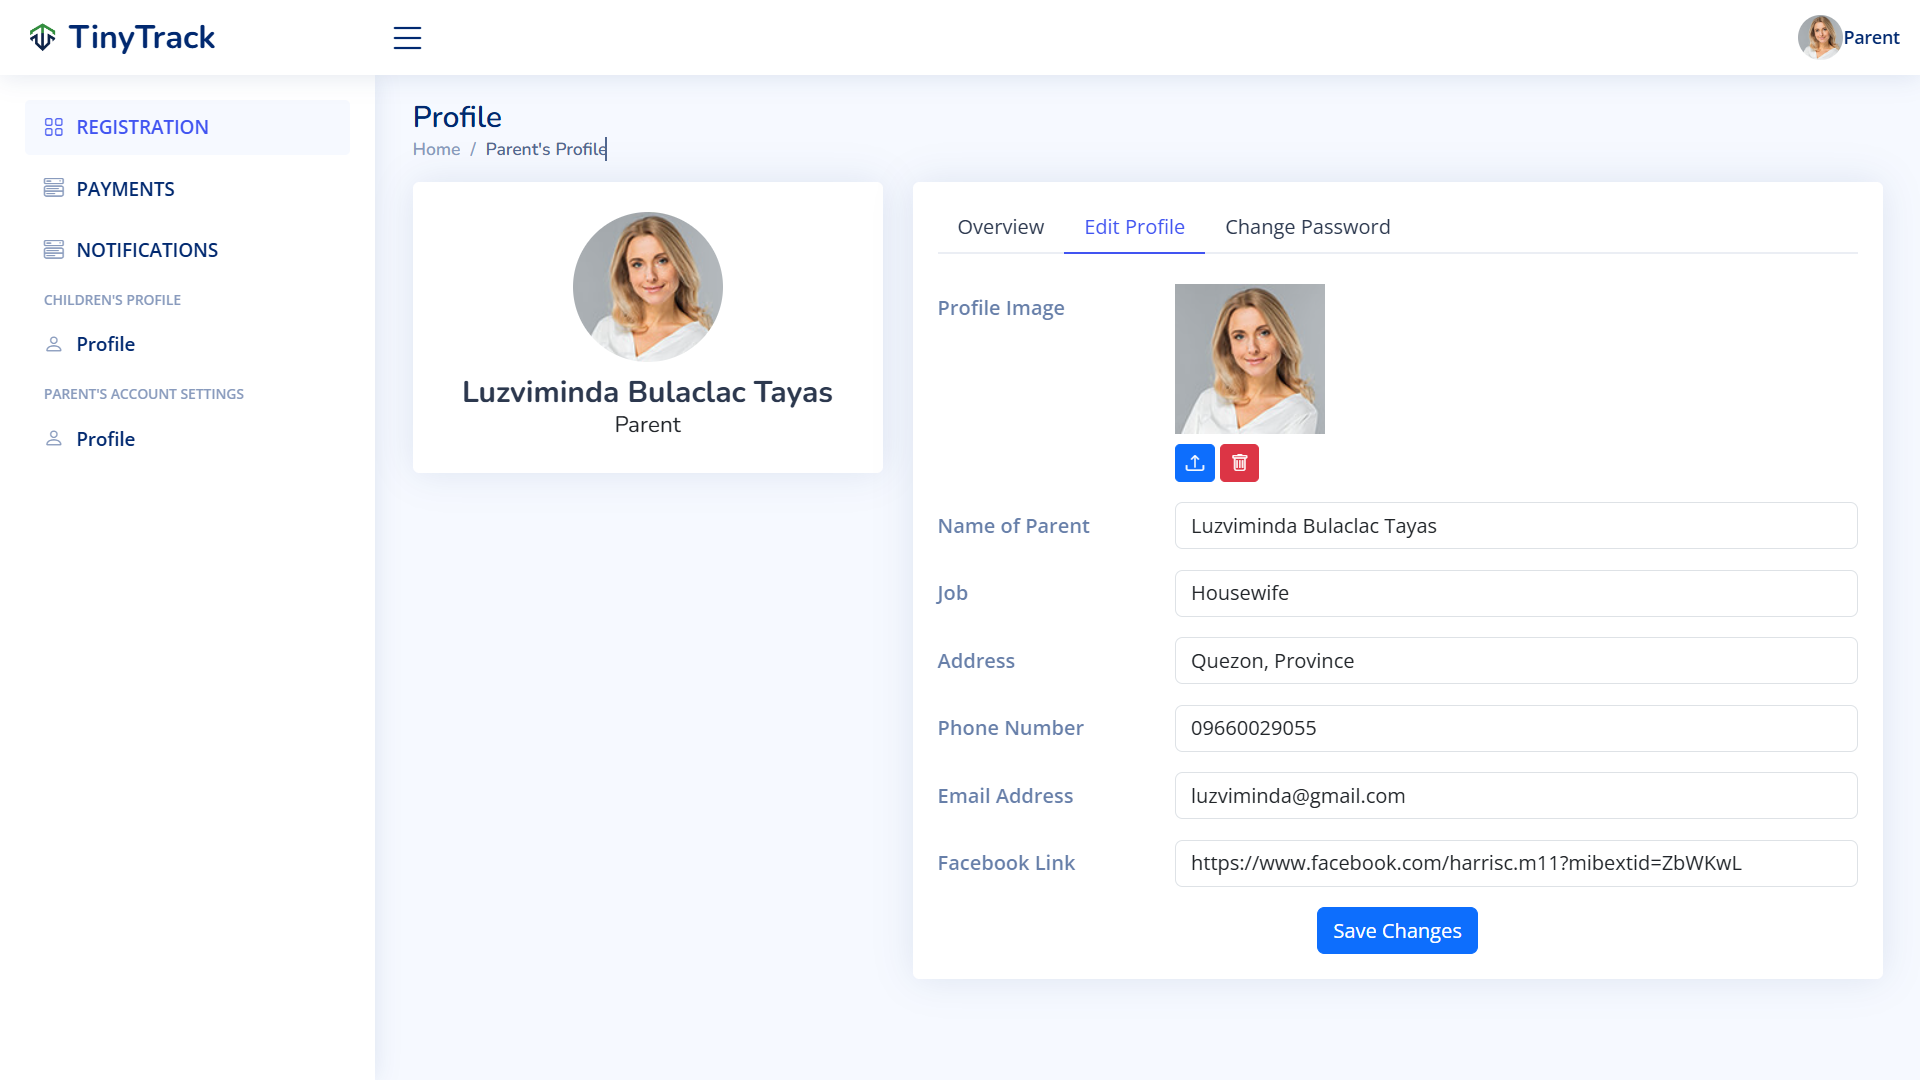 TinyTrack
Parent
REGISTRATION
PAYMENTS
NOTIFICATIONS
CHILDREN'S PROFILE
Profile
PARENT'S ACCOUNT SETTINGS
Profile
Profile
Home / Parent's Profile
Luzviminda Bulaclac Tayas
Parent
Overview Edit Profile Change Password
Profile Image
Name of Parent Luzviminda Bulaclac Tayas
Job Housewife
Address Quezon, Province
Phone Number 09660029055
Email Address luzviminda@gmail.com
Facebook Link https://www.facebook.com/harrisc.m11?mibextid=ZbWKwL
Save Changes